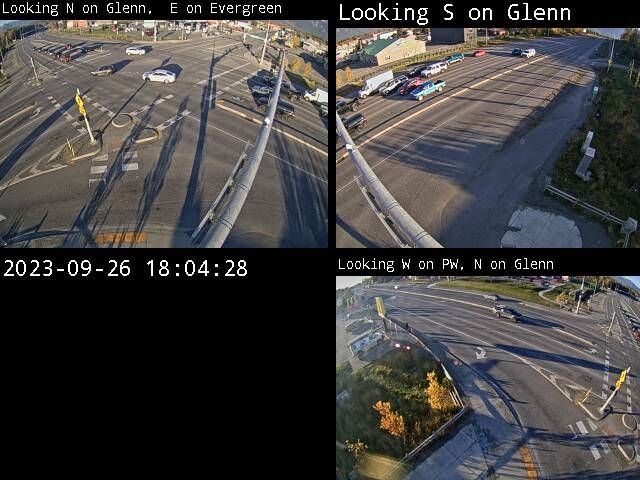 Looking N on Glenn, E on Evergreen
Looking S on Glenn
2023-09-26 18:04:28
Looking W on PW, N on Glenn